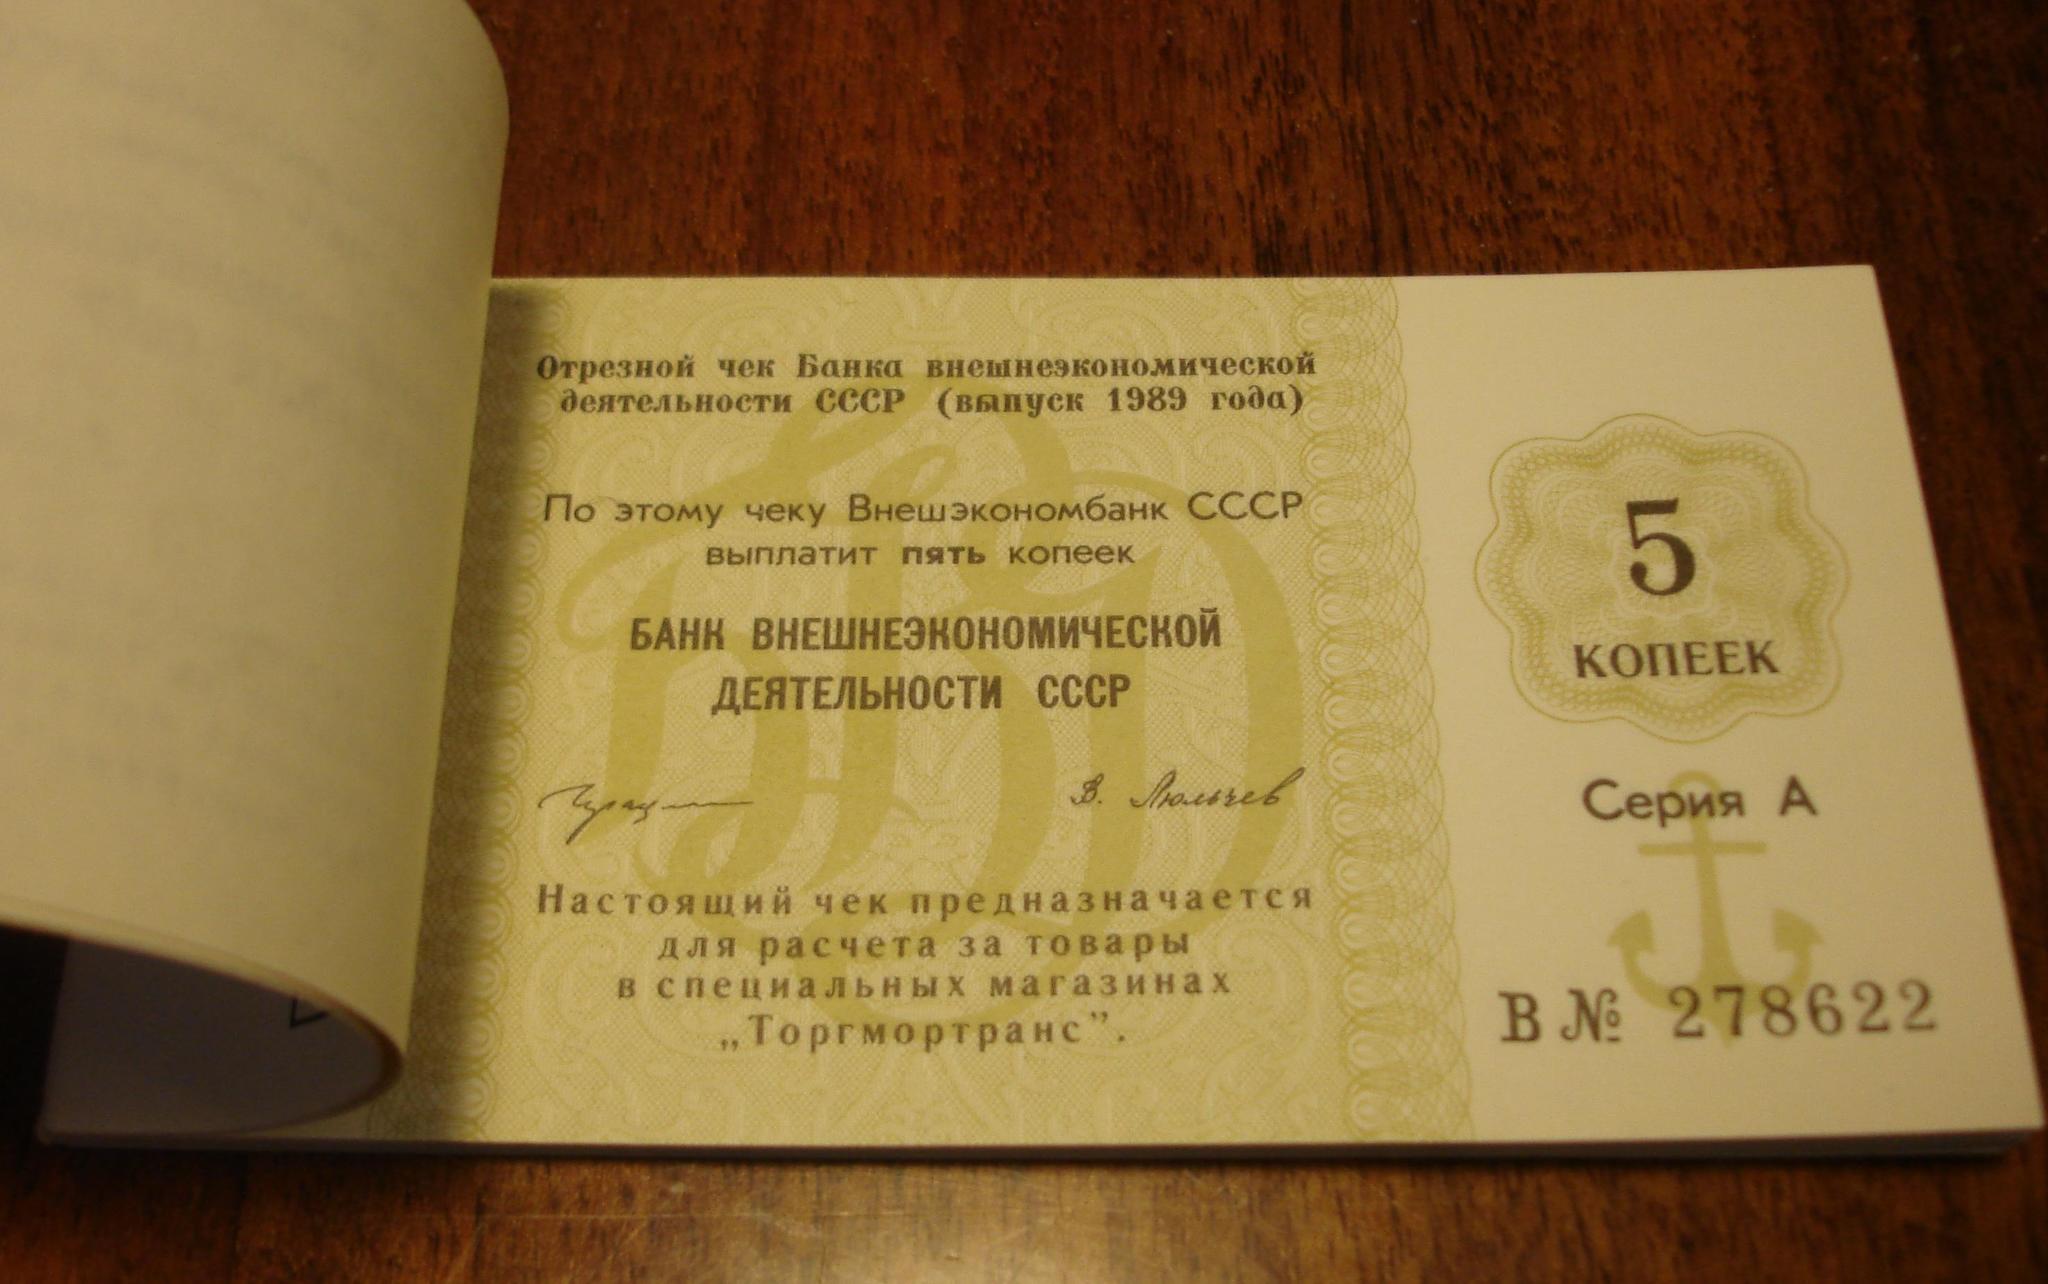 Отрезной чек Банка внешнеэкономической
деятельности СССР (выпуск 1989 года)
По этому чеку Внешэкономбанк СССР
выплатит пять копеек
БАНК ВНЕШНЕЭКОНОМИЧЕСКОЙ
ДЕЯТЕЛЬНОСТИ СССР
В. Люльчев
Настоящий чек предназначается
для расчета за товары
в специальных магазинах
„Торгмортранс”.
5
КОПЕЕК
Серия А
В № 278622